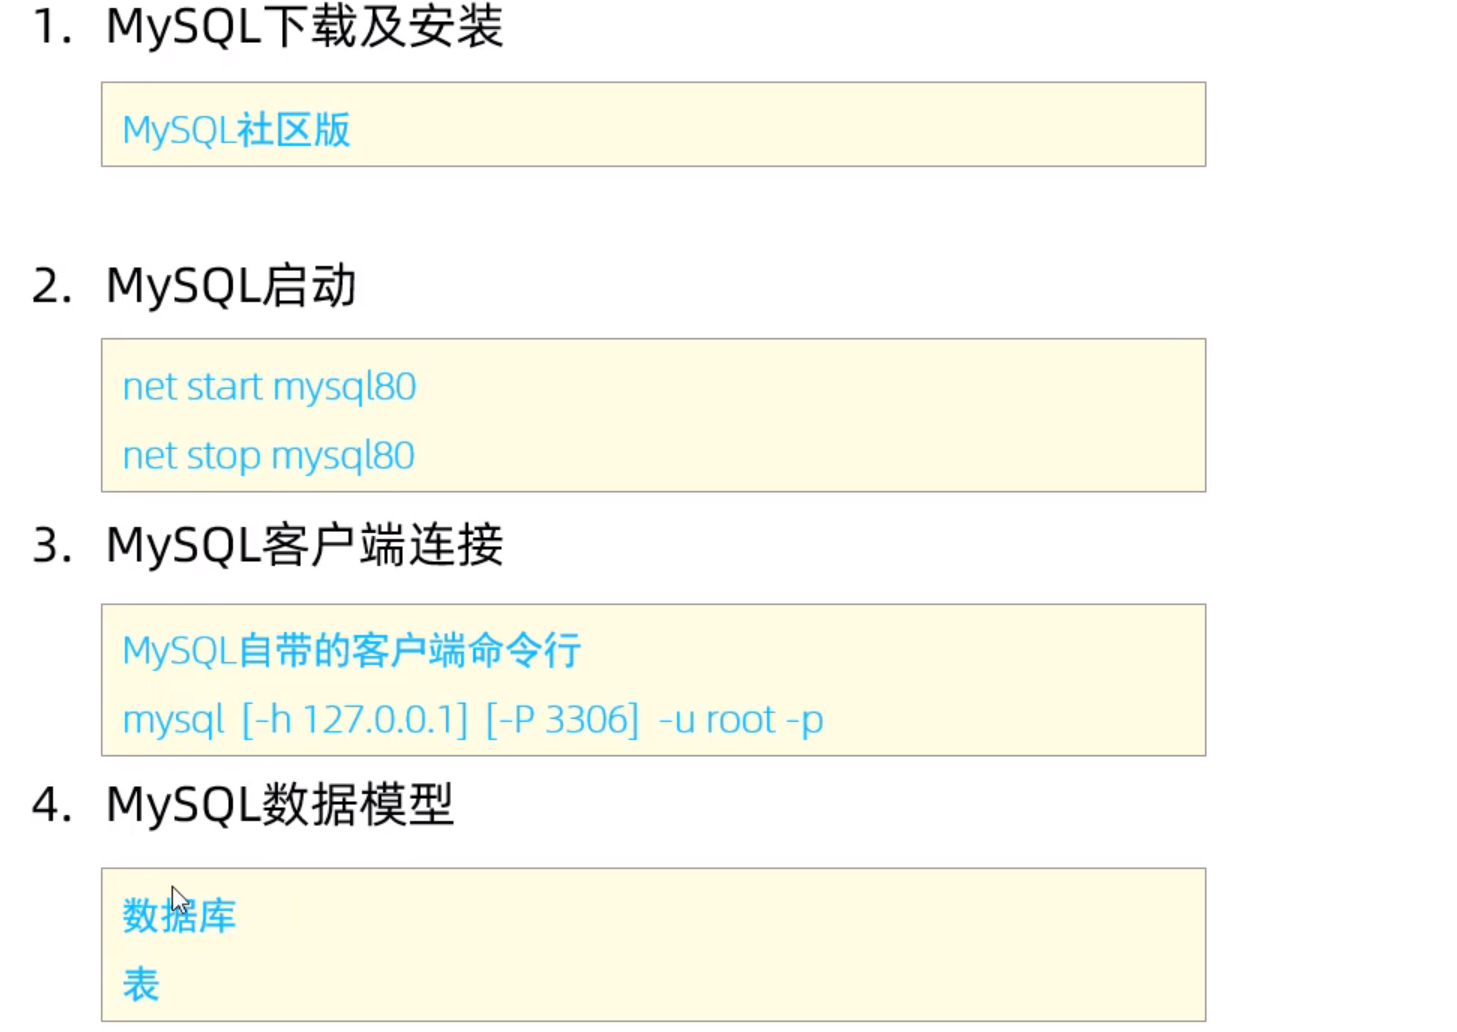 1. MySQL下载及安装
MySQL社区版
2. MySQL启动
net start mysql80
net stop mysql80
3. MySQL客户端连接
MySQL自带的客户端命令行
mysql [-h 127.0.0.1] [-P 3306] -u root -p
4. MySQL数据模型
数据库
表